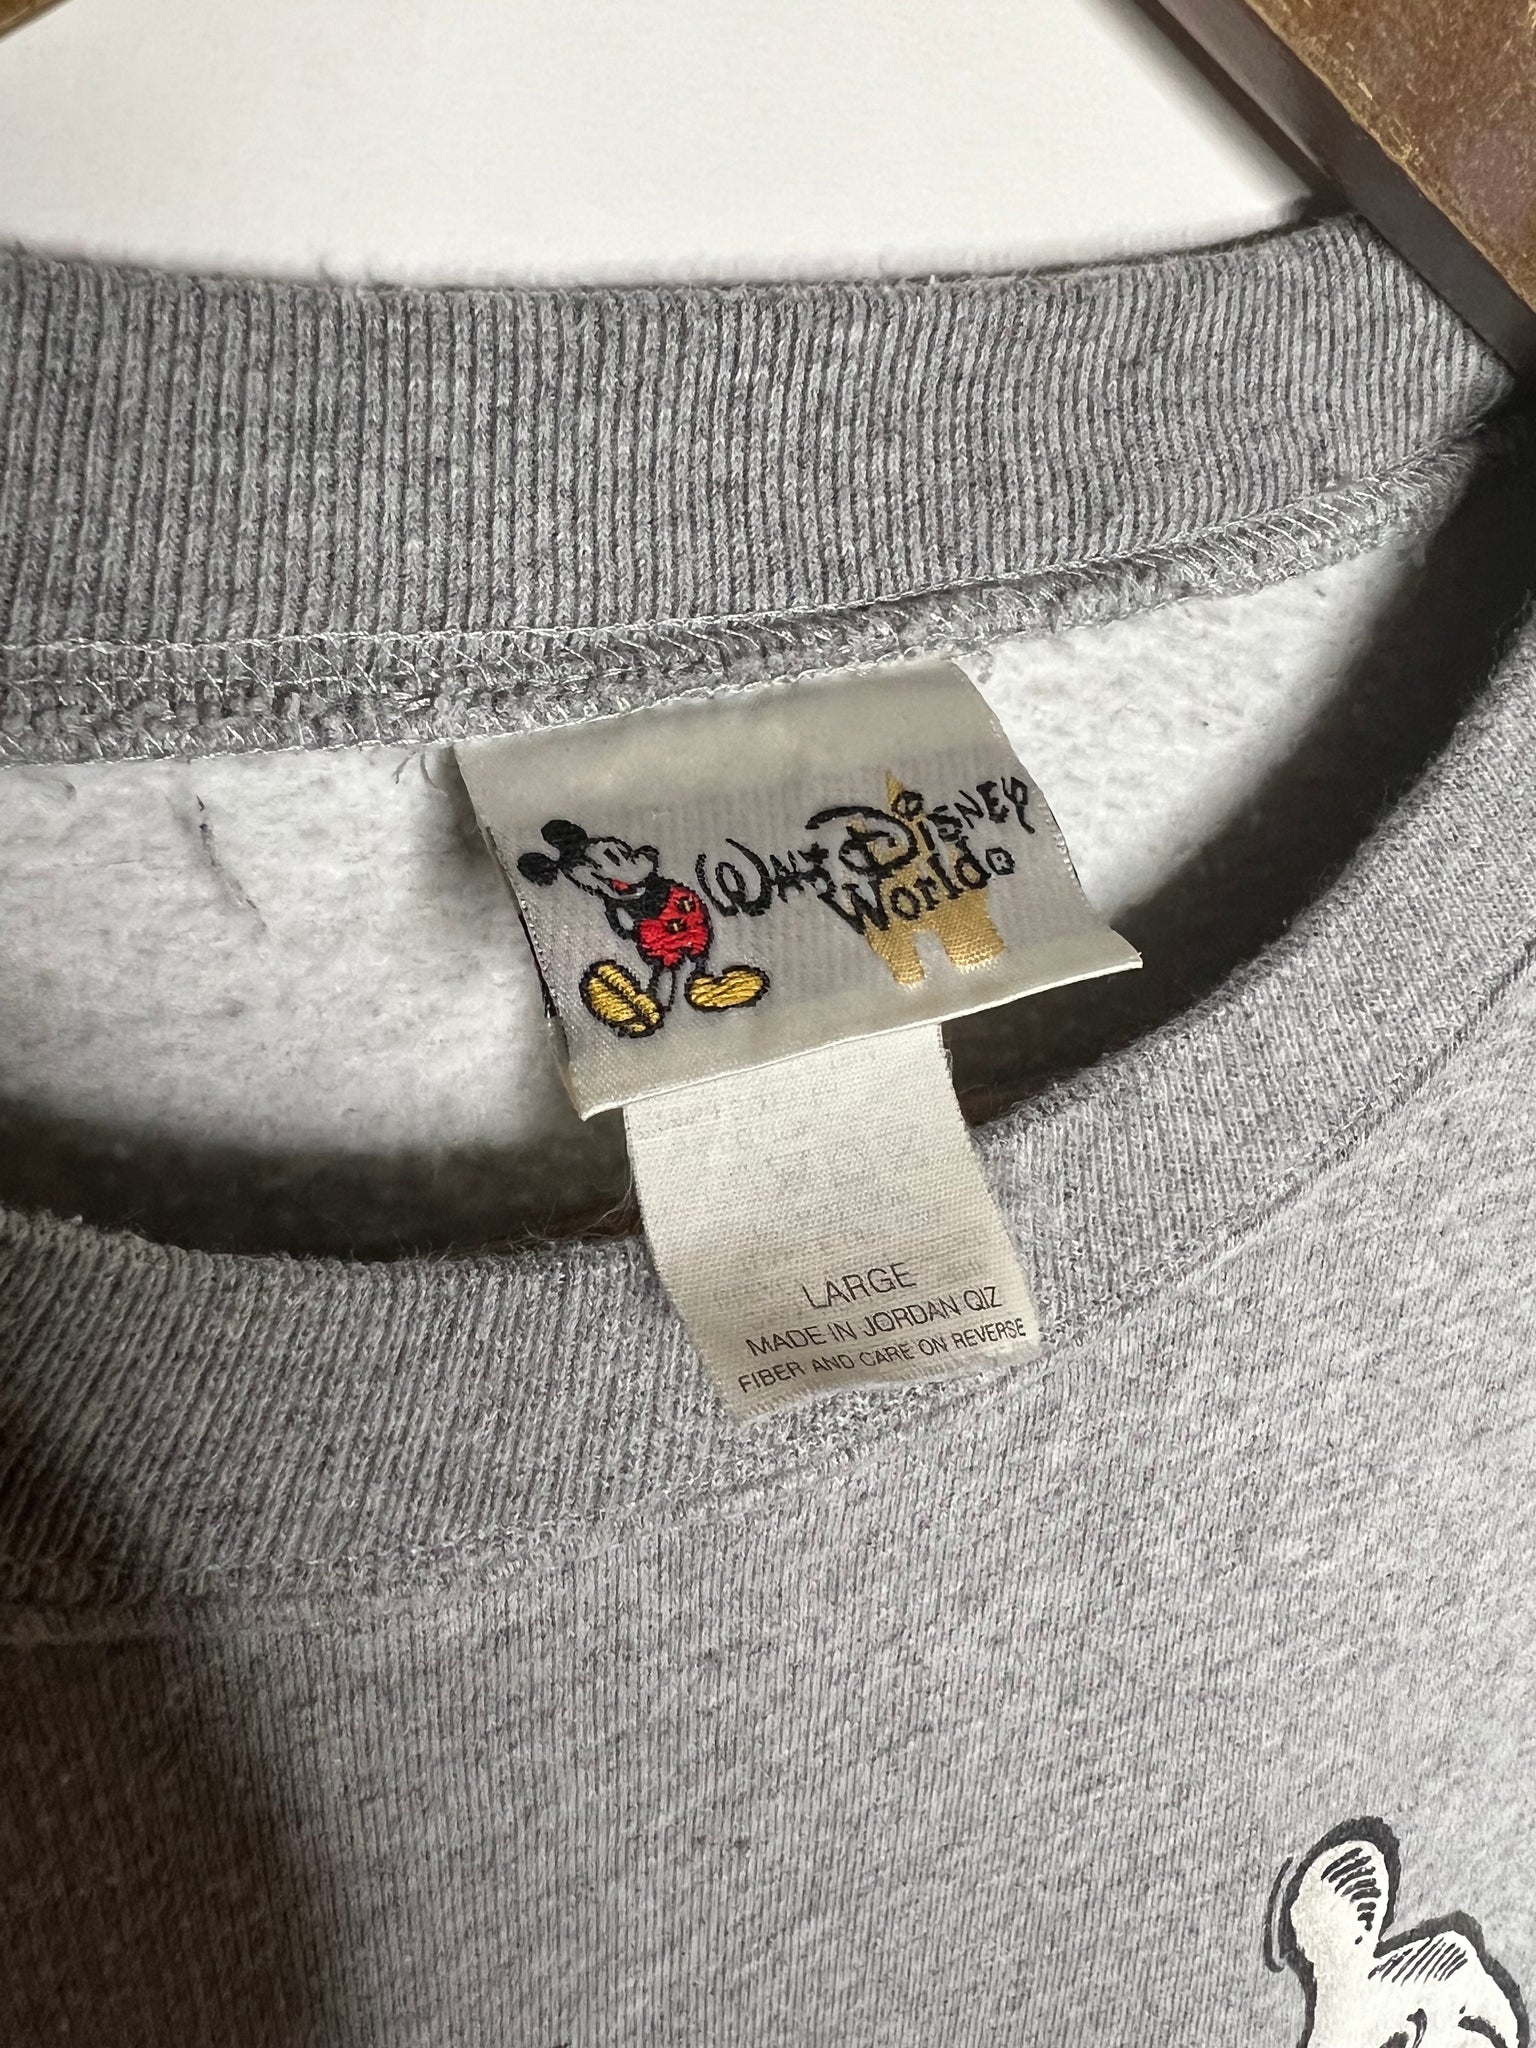 Walt Disney
World®
LARGE
MADE IN JORDAN QIZ
FIBER AND CARE ON REVERSE